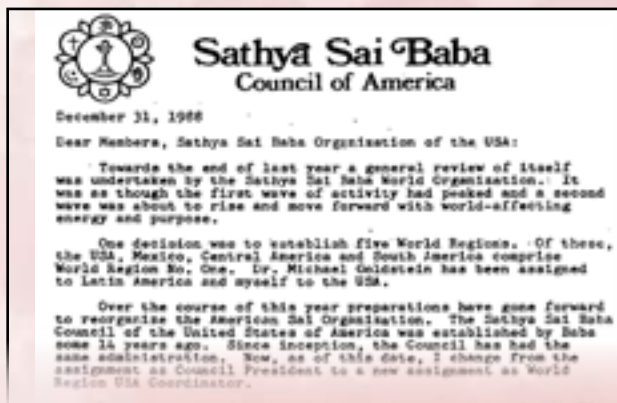 Sathya Sai Baba
Council of America
December 31, 1988
Dear Members, Sathya Sai Baba Organization of the USA:
Towards the end of last year a general review of itself
was undertaken by the Sathya Sai Baba World Organization. It
was as though the first wave of activity had peaked and a second
wave was about to rise and move forward with world-affecting
energy and purpose.
One decision was to establish five World Regions. Of these,
the USA, Mexico, Central America and South America comprise
World Region No. One. Dr. Michael Goldstein has been assigned
to Latin America and myself to the USA.
Over the course of this year preparations have gone forward
to reorganize the American Sai Organization. The Sathya Sai Baba
Council of the United States of America was established by Baba
some 14 years ago. Since inception, the Council has had the
same administration. Now, as of this date, I change from the
assignment as Council President to a new assignment as World
Region USA Coordinator.